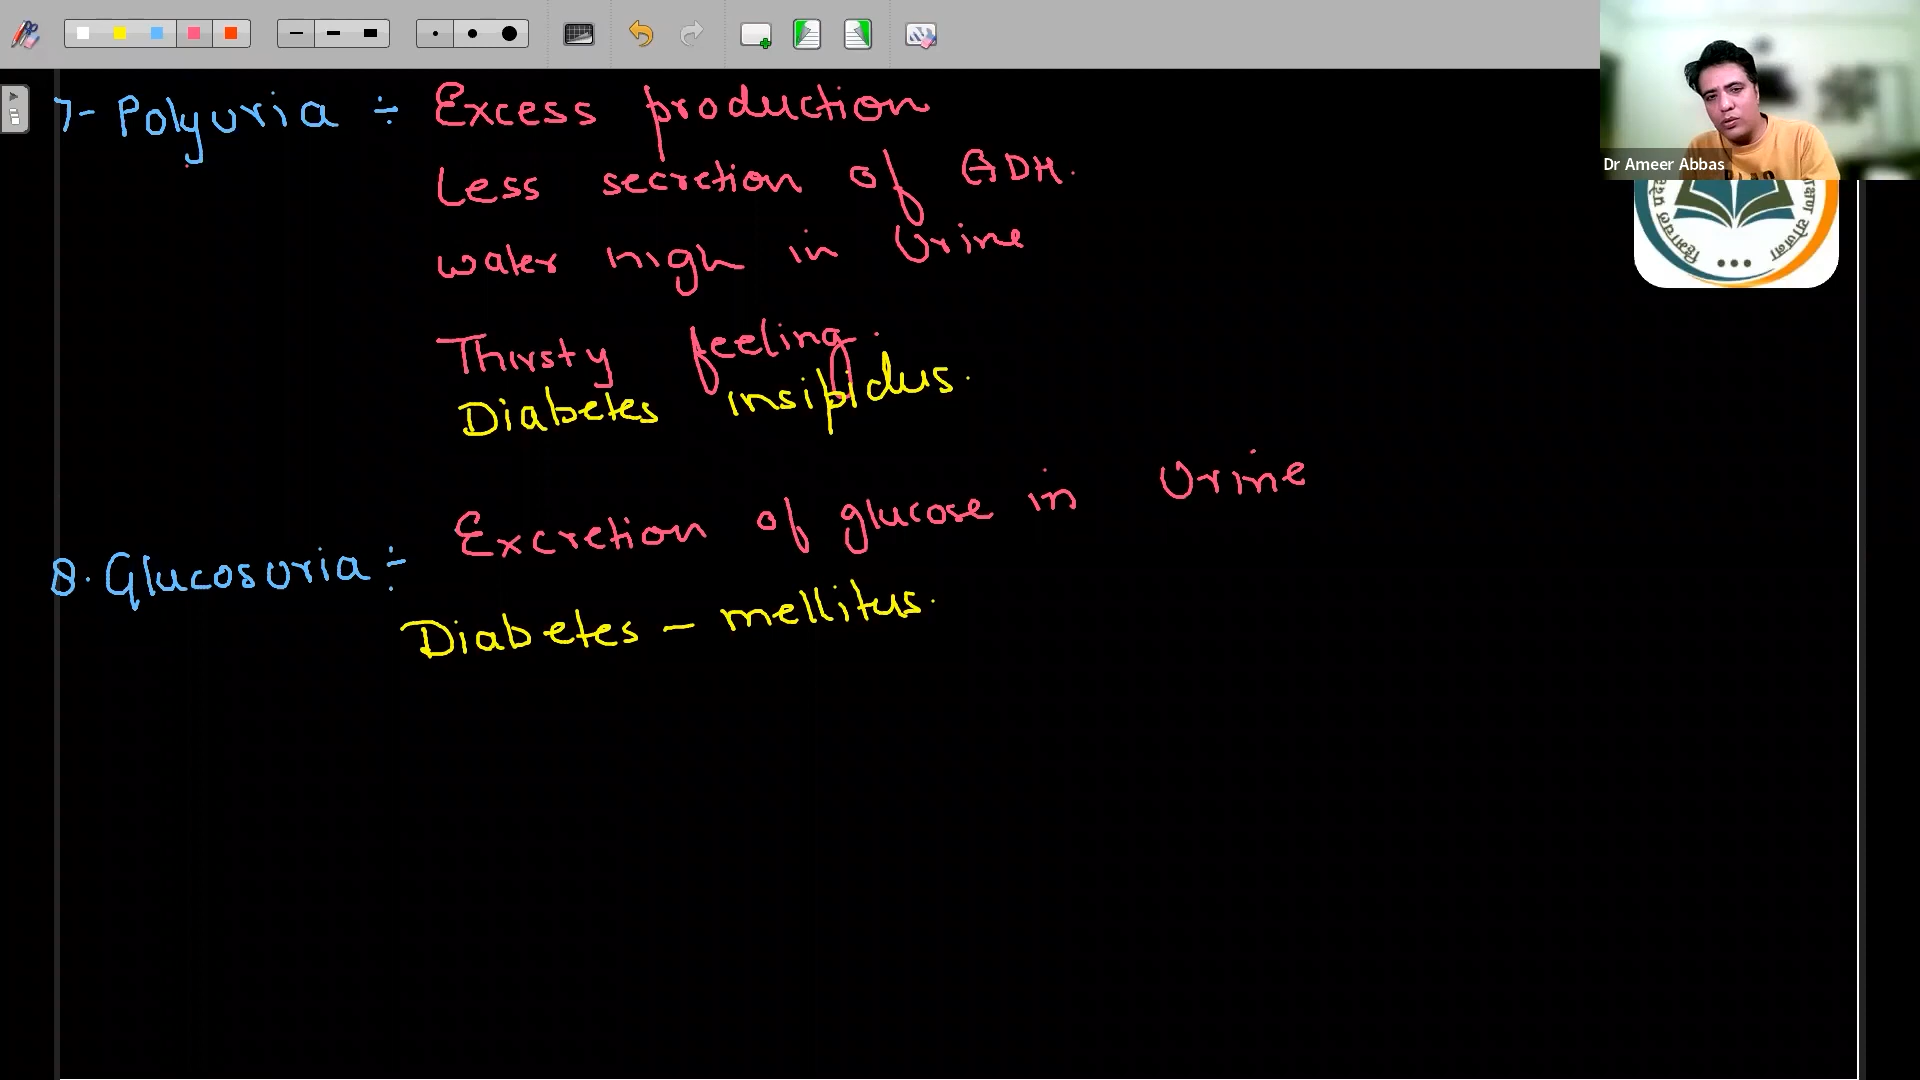 Dr Ameer Abbas
7- Polyuria ÷ Excess production
Less secretion of ADH.
water high in Urine
Thirsty feeling.
Diabetes insipidus.
Excretion of glucose in Urine
8. Glucosuria ÷
Diabetes - mellitus.